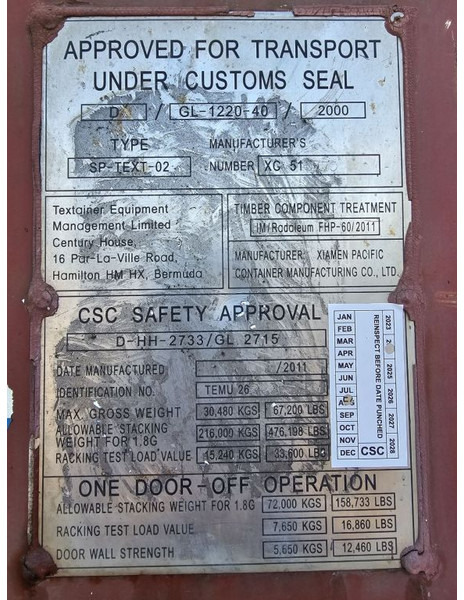 APPROVED FOR TRANSPORT
UNDER CUSTOMS SEAL
D / GL-1220-40 / 2000
TYPE MANUFACTURER'S
SP-TEXT-02 NUMBER XG 51
Textainer Equipment
Management Limited
Century House,
16 Par-La-Ville Road,
Hamilton HM HX, Bermuda
TIMBER COMPONENT TREATMENT
IM/Rodoleum FHP-60/2011
MANUFACTURER: XIAMEN PACIFIC
CONTAINER MANUFACTURING CO., LTD.
CSC SAFETY APPROVAL
D-HH-2733/GL 2715
DATE MANUFACTURED /2011
IDENTIFICATION NO. TEMU 26
MAX. GROSS WEIGHT 30,480 KGS 67,200 LBS
ALLOWABLE STACKING
WEIGHT FOR 1.8G 216,000 KGS 476,198 LBS
RACKING TEST LOAD VALUE 15,240 KGS 33,600 LBS
JAN
FEB
MAR
APR
MAY
JUN
JUL
SEP
OCT
NOV
DEC
REINSPECT BEFORE DATE PUNCHED
2023 2025 2026 2027 2028
CSC
ONE DOOR-OFF OPERATION
ALLOWABLE STACKING WEIGHT FOR 1.8G 72,000 KGS 158,733 LBS
RACKING TEST LOAD VALUE 7,650 KGS 16,860 LBS
DOOR WALL STRENGTH 5,650 KGS 12,460 LBS